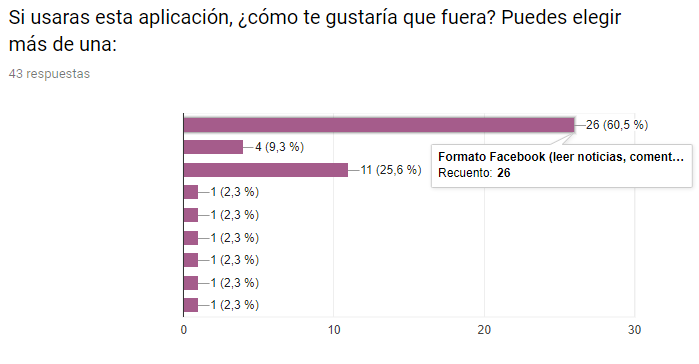 Si usaras esta aplicación, ¿cómo te gustaría que fuera? Puedes elegir
más de una:
43 respuestas
26 (60,5 %)
4 (9,3 %)
Formato Facebook (leer noticias, coment…
Recuento: 26
11 (25,6 %)
1 (2,3 %)
1 (2,3 %)
1 (2,3 %)
1 (2,3 %)
1 (2,3 %)
1 (2,3 %)
0 10 20 30